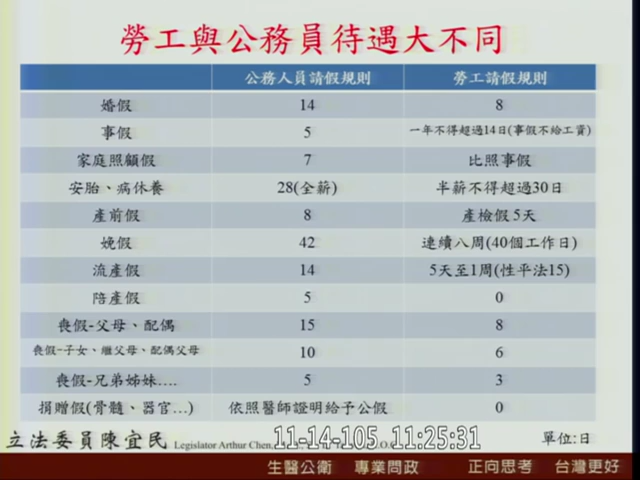 勞工與公務員待遇大不同
公務人員請假規則 勞工請假規則
婚假 14 8
事假 5 一年不得超過14日(事假不給工資)
家庭照顧假 7 比照事假
安胎、病休養 28(全薪) 半薪不得超過30日
產前假 8 產檢假 5天
娩假 42 連續八周(40個工作日)
流產假 14 5天至1周(性平法15)
陪產假 5 0
喪假-父母、配偶 15 8
喪假-子女、繼父母、配偶父母 10 6
喪假-兄弟姊妹.... 5 3
捐贈假(骨髓、器官...) 依照醫師證明給予公假 0
立法委員陳宜民 Legislator Arthur Chen, 單位:日
11-14-105 11:25:31
生醫公衛 專業問政 正向思考 台灣更好